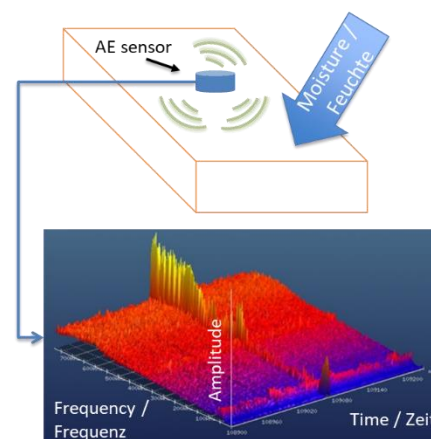 AE sensor
Moisture /
Feuchte
Amplitude
Frequency /
Frequenz
Time / Zeit